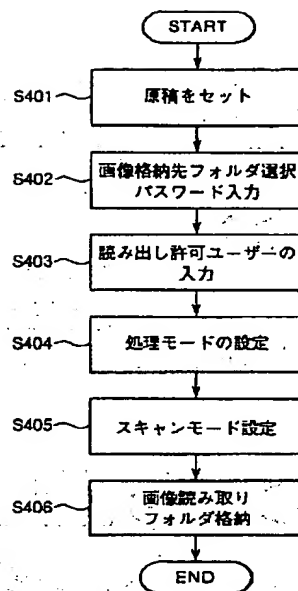 START
S401
原稿をセット
S402
画像格納先フォルダ選択
パスワード入力
S403
読み出し許可ユーザーの
入力
S404
処理モードの設定
S405
スキャンモード設定
S406
画像読み取り
フォルダ格納
END